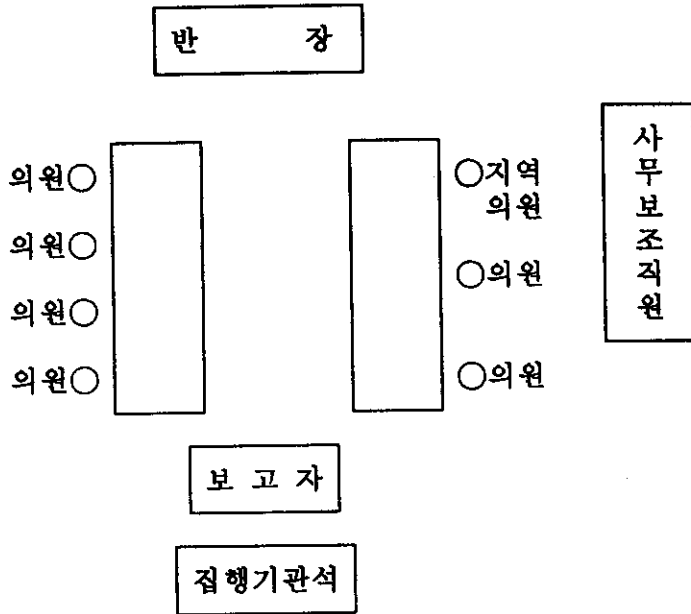 반 장
의원○
의원○
의원○
의원○
○지역
의원
○의원
○의원
사무보조직원
보 고 자
집행기관석